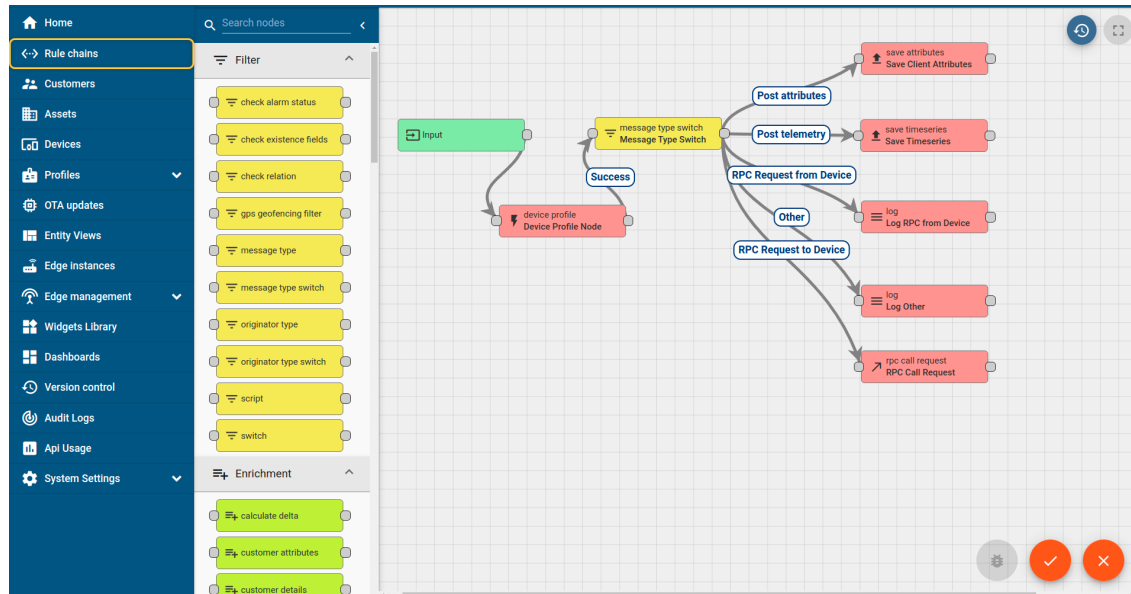 Home
Rule chains
Customers
Assets
Devices
Profiles
OTA updates
Entity Views
Edge instances
Edge management
Widgets Library
Dashboards
Version control
Audit Logs
Api Usage
System Settings
Search nodes
Filter
check alarm status
check existence fields
check relation
gps geofencing filter
message type
message type switch
originator type
originator type switch
script
switch
Enrichment
calculate delta
customer attributes
customer details
Input
device profile
Device Profile Node
Success
message type switch
Message Type Switch
Post attributes
Post telemetry
RPC Request from Device
Other
RPC Request to Device
save attributes
Save Client Attributes
save timeseries
Save Timeseries
log
Log RPC from Device
log
Log Other
rpc call request
RPC Call Request